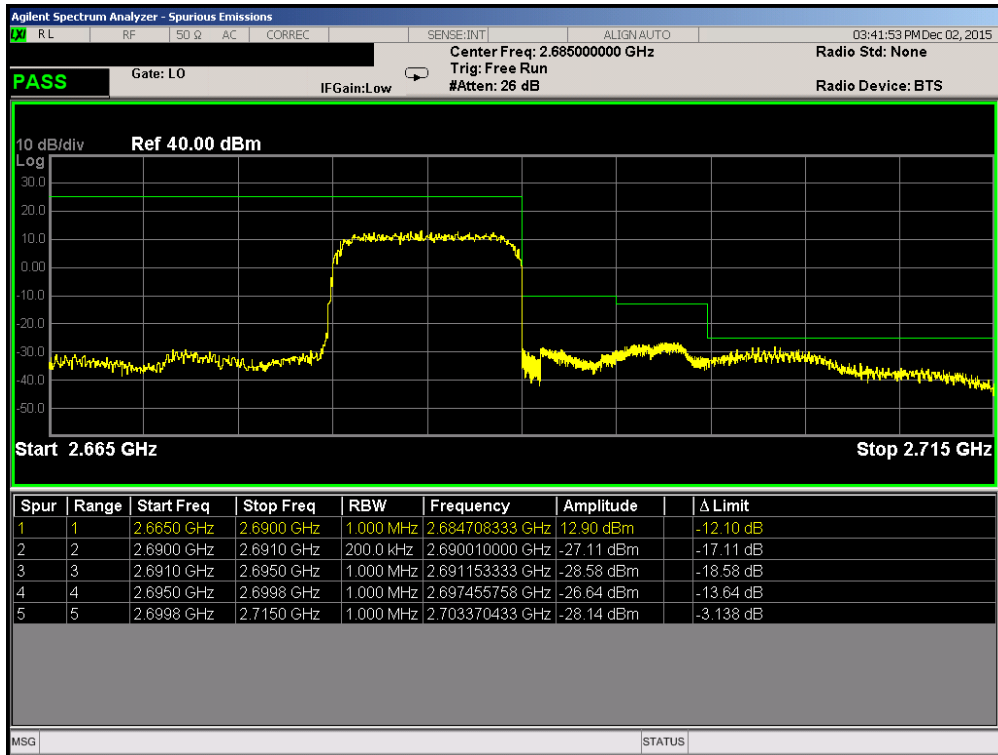 Agilent Spectrum Analyzer - Spurious Emissions
LXI RL RF 50 Ω AC CORREC SENSE:INT ALIGN AUTO 03:41:53 PM Dec 02, 2015
Center Freq: 2.685000000 GHz Radio Std: None
PASS Gate: LO Trig: Free Run
IFGain:Low #Atten: 26 dB Radio Device: BTS
10 dB/div Ref 40.00 dBm
Log
30.0
20.0
10.0
0.00
-10.0
-20.0
-30.0
-40.0
-50.0
Start 2.665 GHz Stop 2.715 GHz
Spur Range Start Freq Stop Freq RBW Frequency Amplitude Δ Limit
1 1 2.6650 GHz 2.6900 GHz 1.000 MHz 2.684708333 GHz 12.90 dBm -12.10 dB
2 2 2.6900 GHz 2.6910 GHz 200.0 kHz 2.690010000 GHz -27.11 dBm -17.11 dB
3 3 2.6910 GHz 2.6950 GHz 1.000 MHz 2.691153333 GHz -28.58 dBm -18.58 dB
4 4 2.6950 GHz 2.6998 GHz 1.000 MHz 2.697455758 GHz -26.64 dBm -13.64 dB
5 5 2.6998 GHz 2.7150 GHz 1.000 MHz 2.703370433 GHz -28.14 dBm -3.138 dB
MSG STATUS